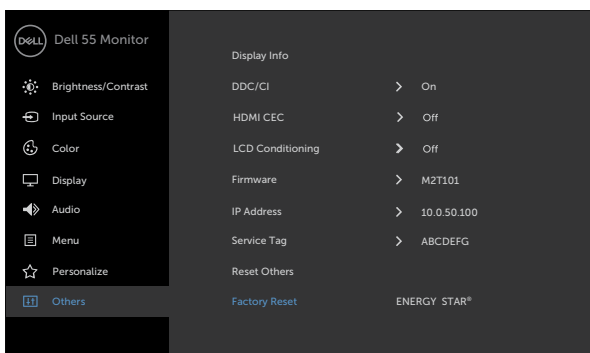 DELL Dell 55 Monitor
Display Info
Brightness/Contrast DDC/CI On
Input Source HDMI CEC Off
Color LCD Conditioning Off
Display Firmware M2T101
Audio IP Address 10.0.50.100
Menu Service Tag ABCDEFG
Personalize Reset Others
Others Factory Reset ENERGY STAR®